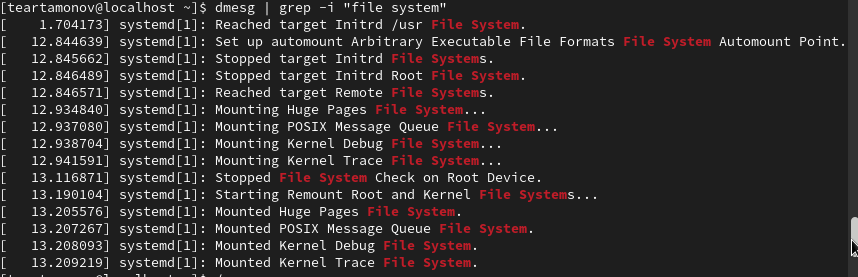 [teartamonov@localhost ~]$ dmesg | grep -i "file system"
[    1.704173] systemd[1]: Reached target Initrd /usr File System.
[   12.844639] systemd[1]: Set up automount Arbitrary Executable File Formats File System Automount Point.
[   12.845662] systemd[1]: Stopped target Initrd File Systems.
[   12.846489] systemd[1]: Stopped target Initrd Root File System.
[   12.846571] systemd[1]: Reached target Remote File Systems.
[   12.934840] systemd[1]: Mounting Huge Pages File System...
[   12.937080] systemd[1]: Mounting POSIX Message Queue File System...
[   12.938704] systemd[1]: Mounting Kernel Debug File System...
[   12.941591] systemd[1]: Mounting Kernel Trace File System...
[   13.116871] systemd[1]: Stopped File System Check on Root Device.
[   13.190104] systemd[1]: Starting Remount Root and Kernel File Systems...
[   13.205576] systemd[1]: Mounted Huge Pages File System.
[   13.207267] systemd[1]: Mounted POSIX Message Queue File System.
[   13.208093] systemd[1]: Mounted Kernel Debug File System.
[   13.209219] systemd[1]: Mounted Kernel Trace File System.